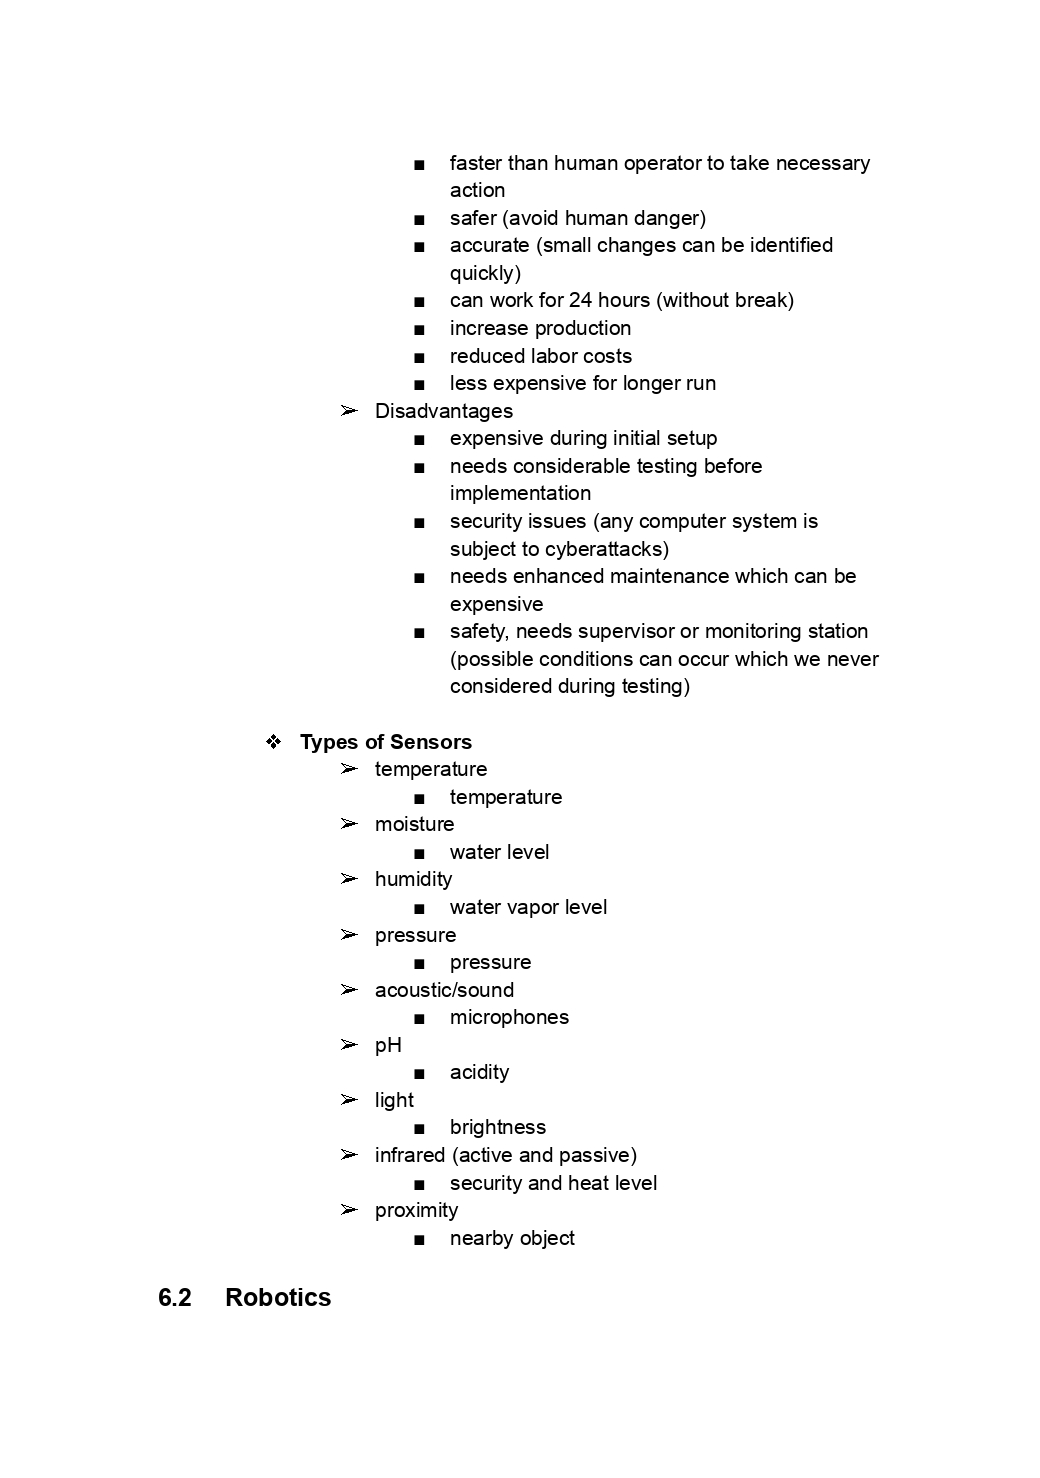 ■ faster than human operator to take necessary
action
■ safer (avoid human danger)
■ accurate (small changes can be identified
quickly)
■ can work for 24 hours (without break)
■ increase production
■ reduced labor costs
■ less expensive for longer run
➢ Disadvantages
■ expensive during initial setup
■ needs considerable testing before
implementation
■ security issues (any computer system is
subject to cyberattacks)
■ needs enhanced maintenance which can be
expensive
■ safety, needs supervisor or monitoring station
(possible conditions can occur which we never
considered during testing)
❖ Types of Sensors
➢ temperature
■ temperature
➢ moisture
■ water level
➢ humidity
■ water vapor level
➢ pressure
■ pressure
➢ acoustic/sound
■ microphones
➢ pH
■ acidity
➢ light
■ brightness
➢ infrared (active and passive)
■ security and heat level
➢ proximity
■ nearby object
6.2 Robotics